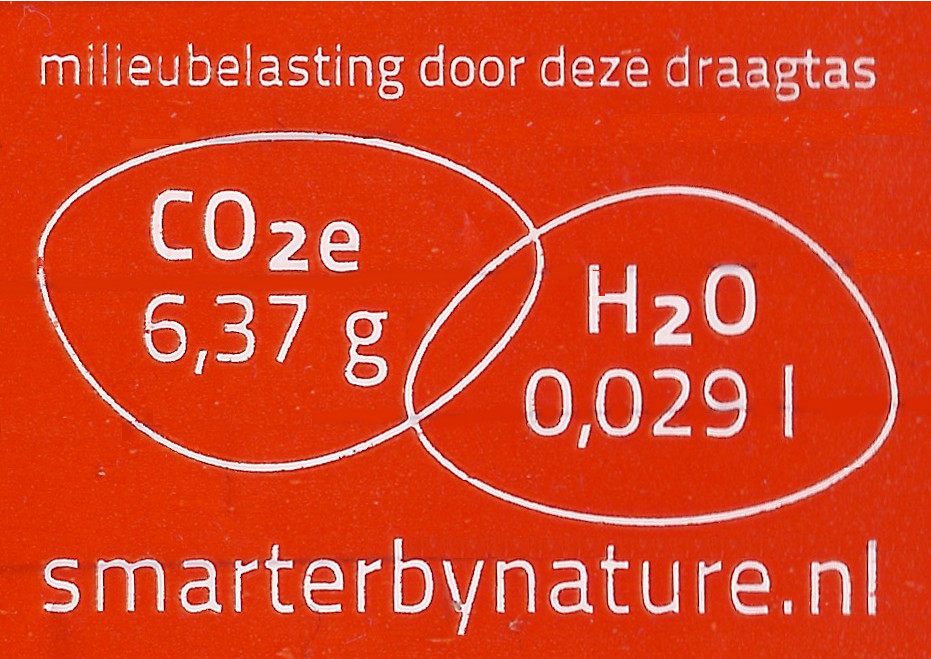 milieubelasting door deze draagtas
CO₂e
6,37 g
H₂O
0,029 l
smarterbynature.nl